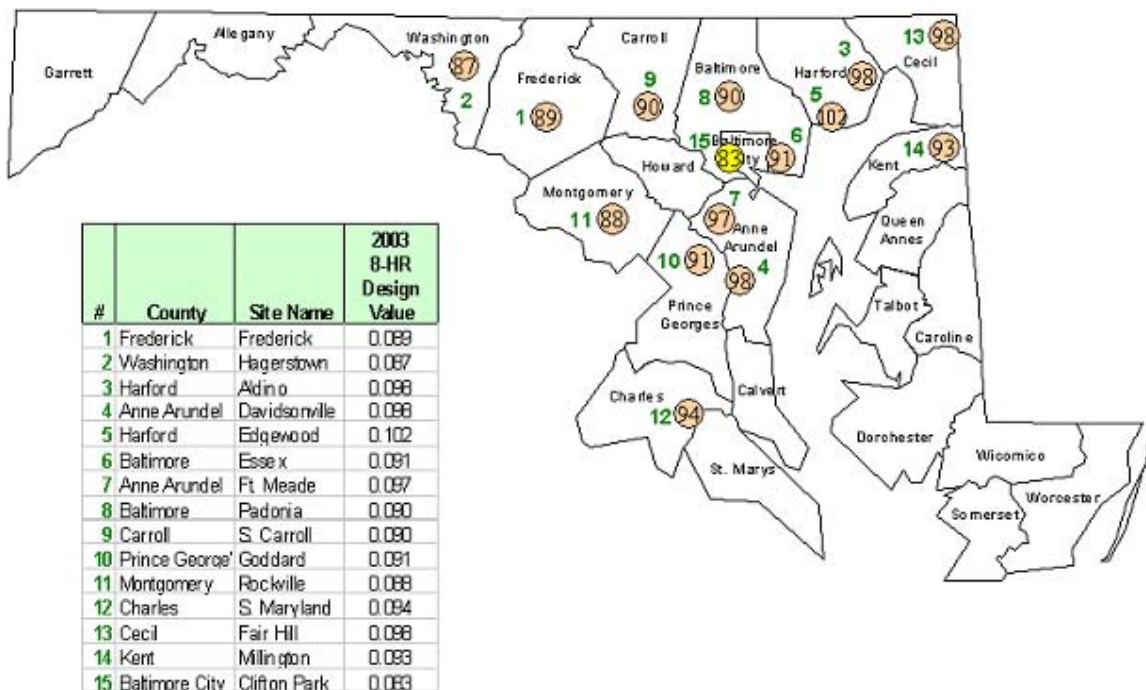 Garrett
Allegany
Washington
87
2
Frederick
1 89
Carroll
9
90
Baltimore
8 90
Harford
3
98
5
102
13 98
Cecil
15 Baltimore
83 City
6
91
Howard
14 93
Kent
Montgomery
11 88
7
97
Anne
Arundel
10 91
98 4
Prince
Georges
Queen
Annes
Talbot
Caroline
Charles
12 94
Calvert
St. Marys
Dorchester
Wicomico
Somerset
Worcester
# County Site Name 2003
8-HR
Design
Value
1 Frederick Frederick 0.089
2 Washington Hagerstown 0.087
3 Harford Aldino 0.098
4 Anne Arundel Davidsonville 0.098
5 Harford Edgewood 0.102
6 Baltimore Essex 0.091
7 Anne Arundel Ft. Meade 0.097
8 Baltimore Padonia 0.090
9 Carroll S. Carroll 0.090
10 Prince George' Goddard 0.091
11 Montgomery Rockville 0.088
12 Charles S. Maryland 0.094
13 Cecil Fair Hill 0.098
14 Kent Millington 0.093
15 Baltimore City Clifton Park 0.083